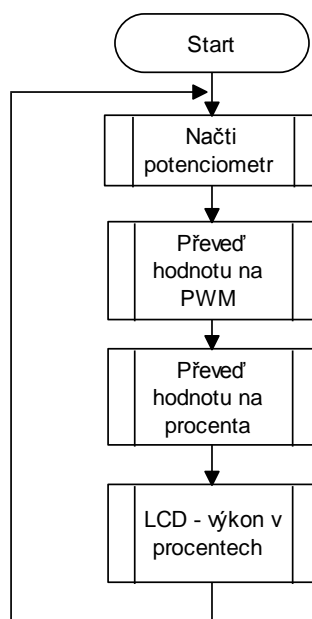 Start
Načti
potenciometr
Převeď
hodnotu na
PWM
Převeď
hodnotu na
procenta
LCD - výkon v
procentech